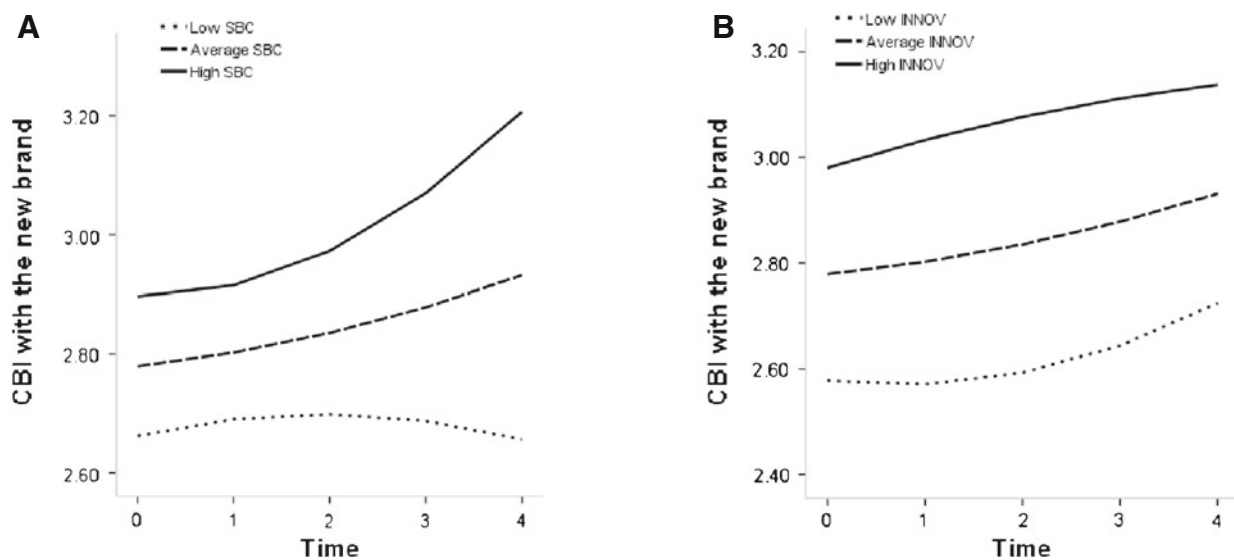 A
Low SBC
Average SBC
High SBC
CBI with the new brand
3.20
3.00
2.80
2.60
0 1 2 3 4
Time
B
Low INNOV
Average INNOV
High INNOV
CBI with the new brand
3.20
3.00
2.80
2.60
2.40
0 1 2 3 4
Time